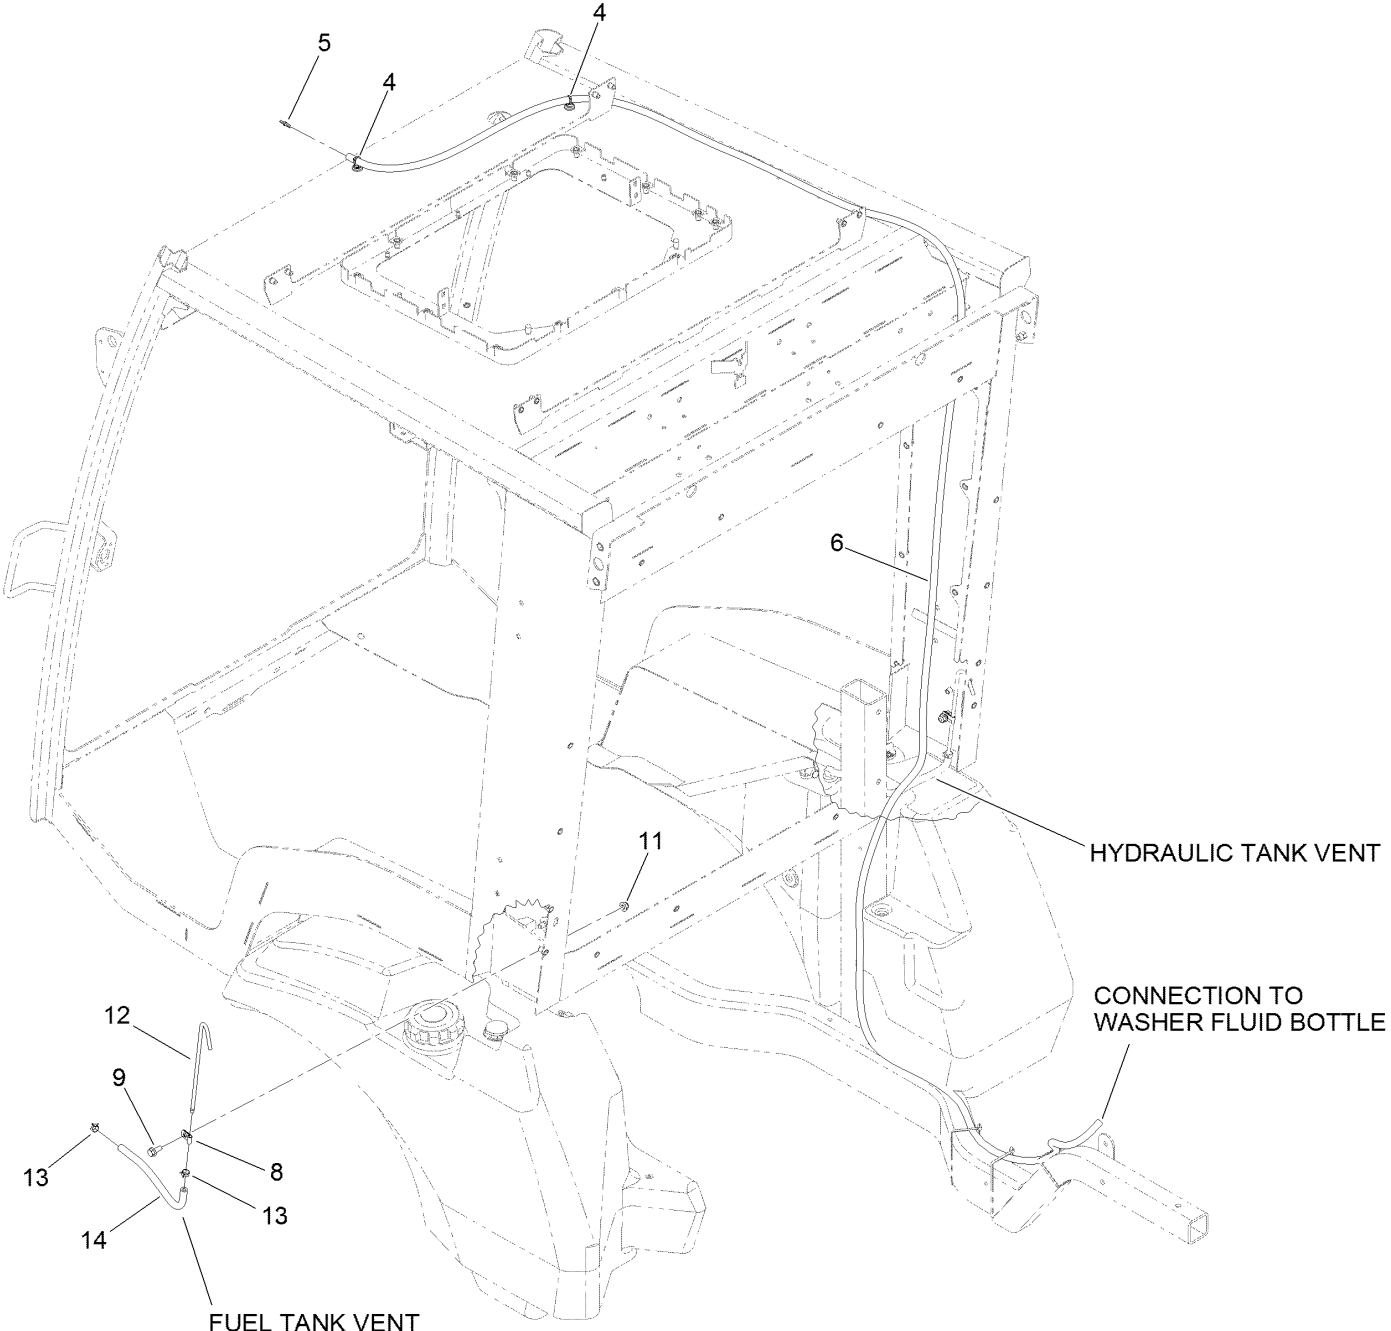 4
5
4
6
11
HYDRAULIC TANK VENT
CONNECTION TO
WASHER FLUID BOTTLE
12
9
13
8
13
14
FUEL TANK VENT